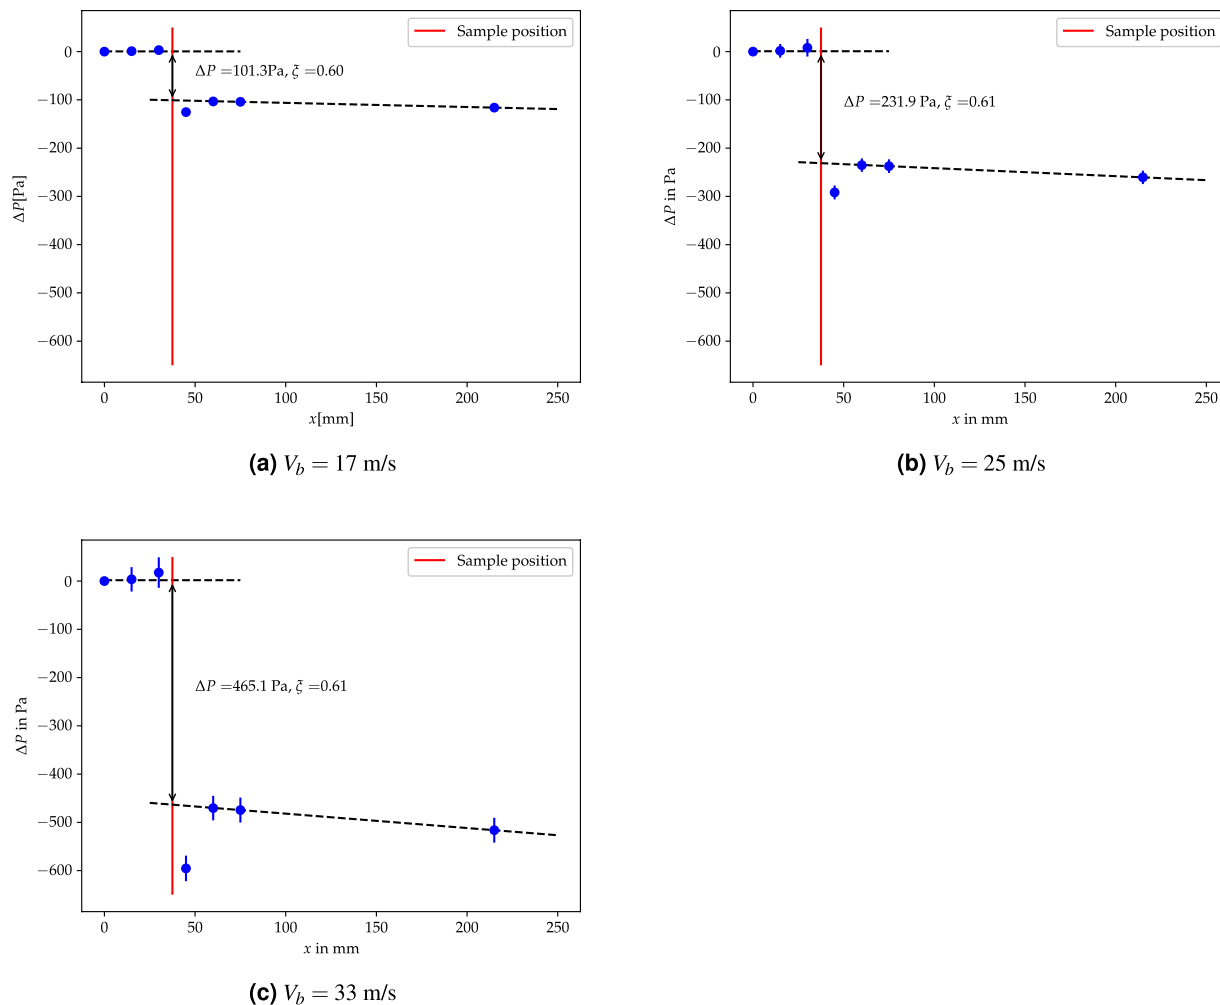 Sample position
0
−100
−200
−300
−400
−500
−600
ΔP[Pa]
ΔP =101.3Pa, ξ =0.60
0 50 100 150 200 250
x[mm]
(a) V_b = 17 m/s
Sample position
0
−100
−200
−300
−400
−500
−600
ΔP in Pa
ΔP =231.9 Pa, ξ =0.61
0 50 100 150 200 250
x in mm
(b) V_b = 25 m/s
Sample position
0
−100
−200
−300
−400
−500
−600
ΔP in Pa
ΔP =465.1 Pa, ξ =0.61
0 50 100 150 200 250
x in mm
(c) V_b = 33 m/s